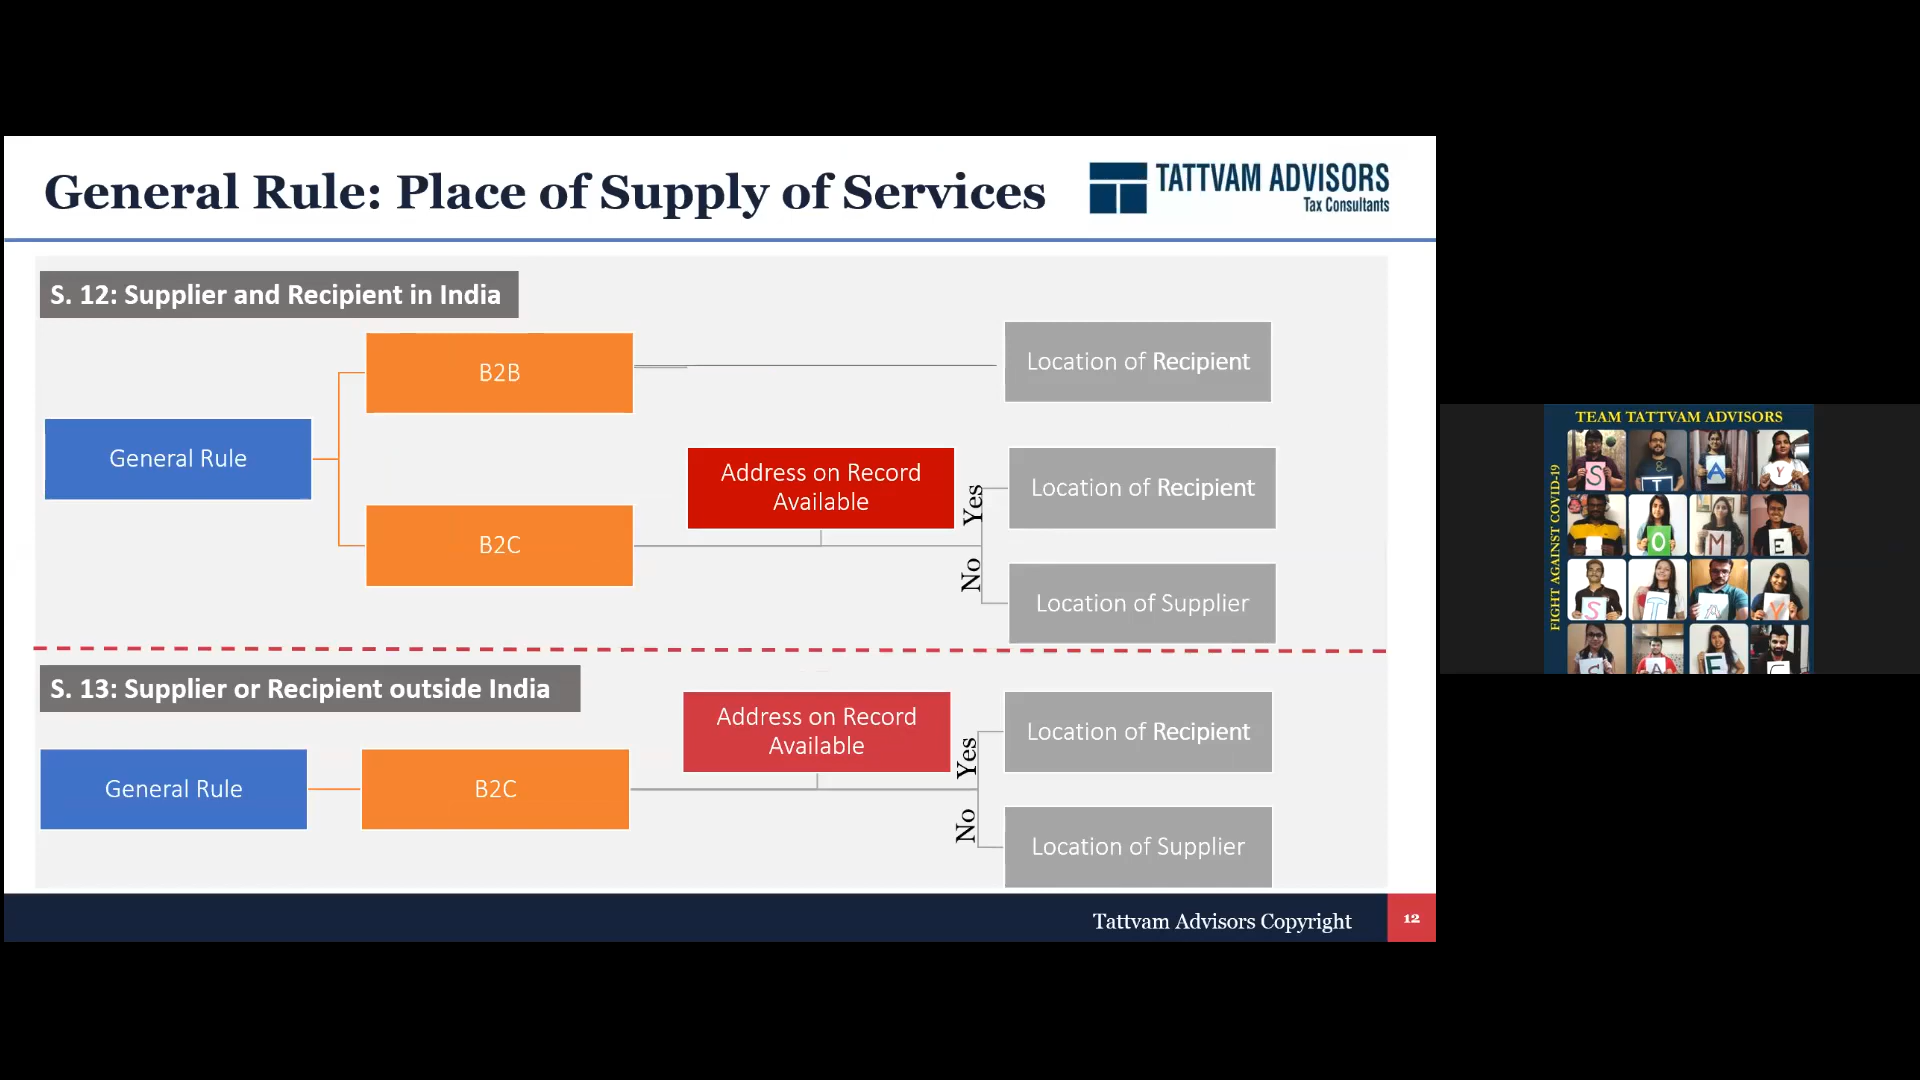 General Rule: Place of Supply of Services
TATTVAM ADVISORS
Tax Consultants
S. 12: Supplier and Recipient in India
General Rule
B2B
Location of Recipient
B2C
Address on Record
Available
Yes
Location of Recipient
No
Location of Supplier
S. 13: Supplier or Recipient outside India
General Rule
B2C
Address on Record
Available
Yes
Location of Recipient
No
Location of Supplier
Tattvam Advisors Copyright
12
TEAM TATTVAM ADVISORS
FIGHT AGAINST COVID-19
S T A Y
O M E
S T A Y